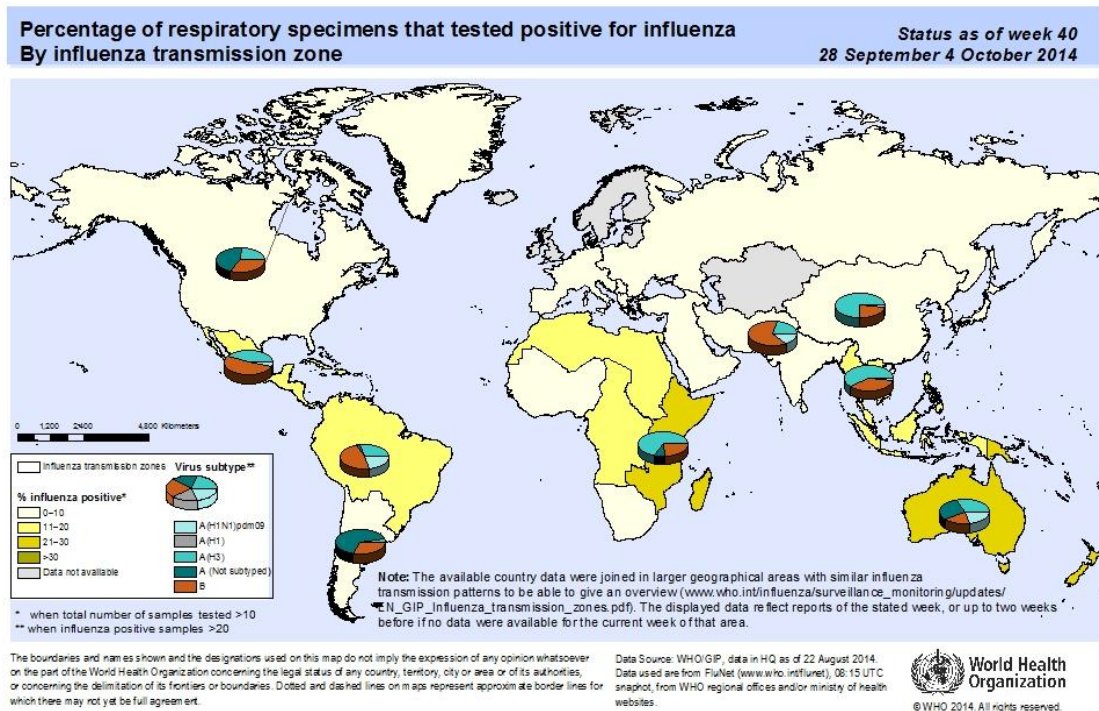 Percentage of respiratory specimens that tested positive for influenza
By influenza transmission zone
Status as of week 40
28 September 4 October 2014
0 1,200 2,400 4,800 Kilometers
Influenza transmission zones
Virus subtype**
% influenza positive*
0–10
11–20
21–30
>30
Data not available
A(H1N1)pdm09
A(H1)
A(H3)
A (Not subtyped)
B
* when total number of samples tested >10
** when influenza positive samples >20
Note: The available country data were joined in larger geographical areas with similar influenza
transmission patterns to be able to give an overview (www.who.int/influenza/surveillance_monitoring/updates/
EN_GIP_Influenza_transmission_zones.pdf). The displayed data reflect reports of the stated week, or up to two weeks
before if no data were available for the current week of that area.
The boundaries and names shown and the designations used on this map do not imply the expression of any opinion whatsoever
on the part of the World Health Organization concerning the legal status of any country, territory, city or area or of its authorities,
or concerning the delimitation of its frontiers or boundaries. Dotted and dashed lines on maps represent approximate border lines for
which there may not yet be full agreement.
Data Source: WHO/GIP, data in HQ as of 22 August 2014.
Data used are from FluNet (www.who.int/flunet), 08:15 UTC
snaphot, from WHO regional offices and/or ministry of health
websites.
World Health
Organization
© WHO 2014. All rights reserved.